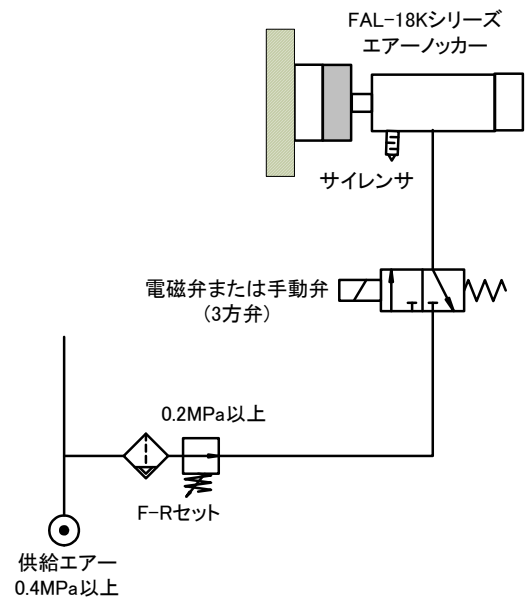 FAL-18Kシリーズ
エアーノッカー
サイレンサ
電磁弁または手動弁
(3方弁)
0.2MPa以上
F-Rセット
供給エアー
0.4MPa以上